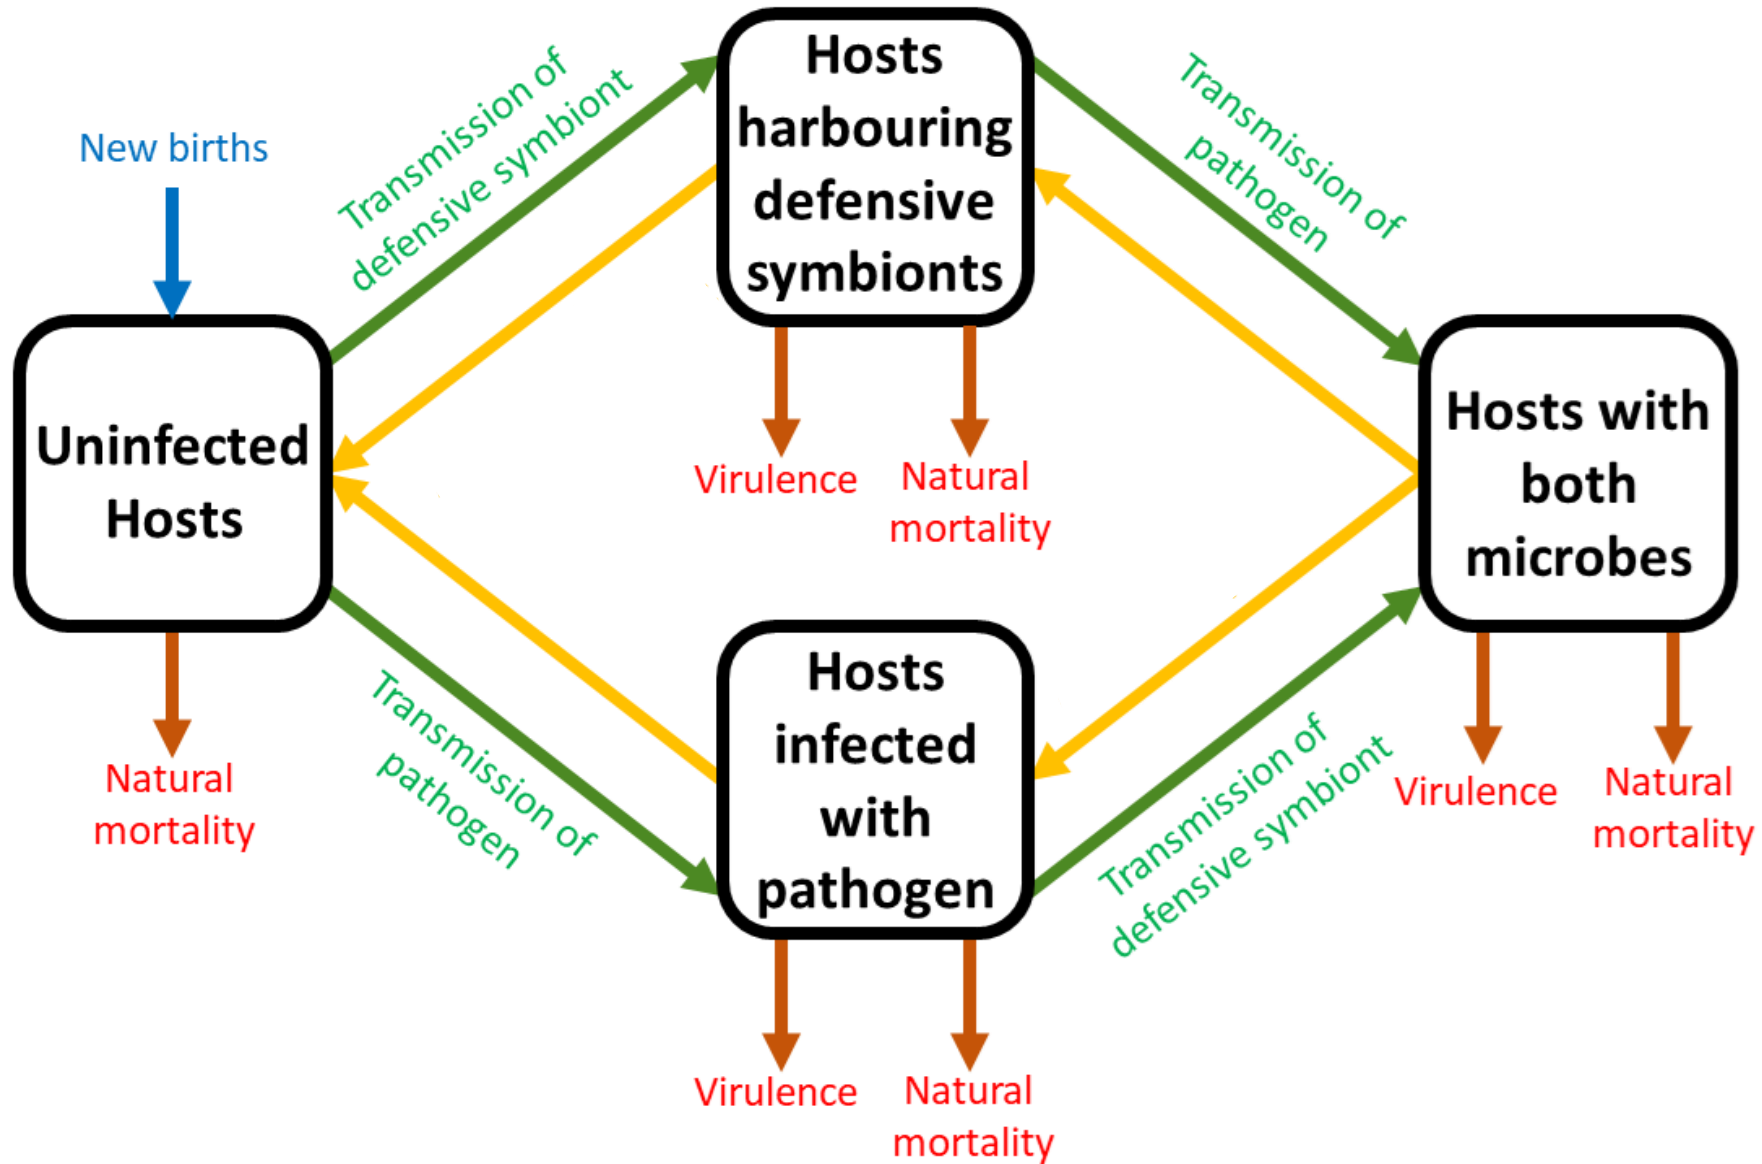 Hosts
harbouring
defensive
symbionts
Transmission of
defensive symbiont
Transmission of
pathogen
New births
Uninfected
Hosts
Hosts with
both
microbes
Virulence
Natural
mortality
Natural
mortality
Transmission of
pathogen
Hosts
infected
with
pathogen
Transmission of
defensive symbiont
Virulence
Natural
mortality
Virulence
Natural
mortality